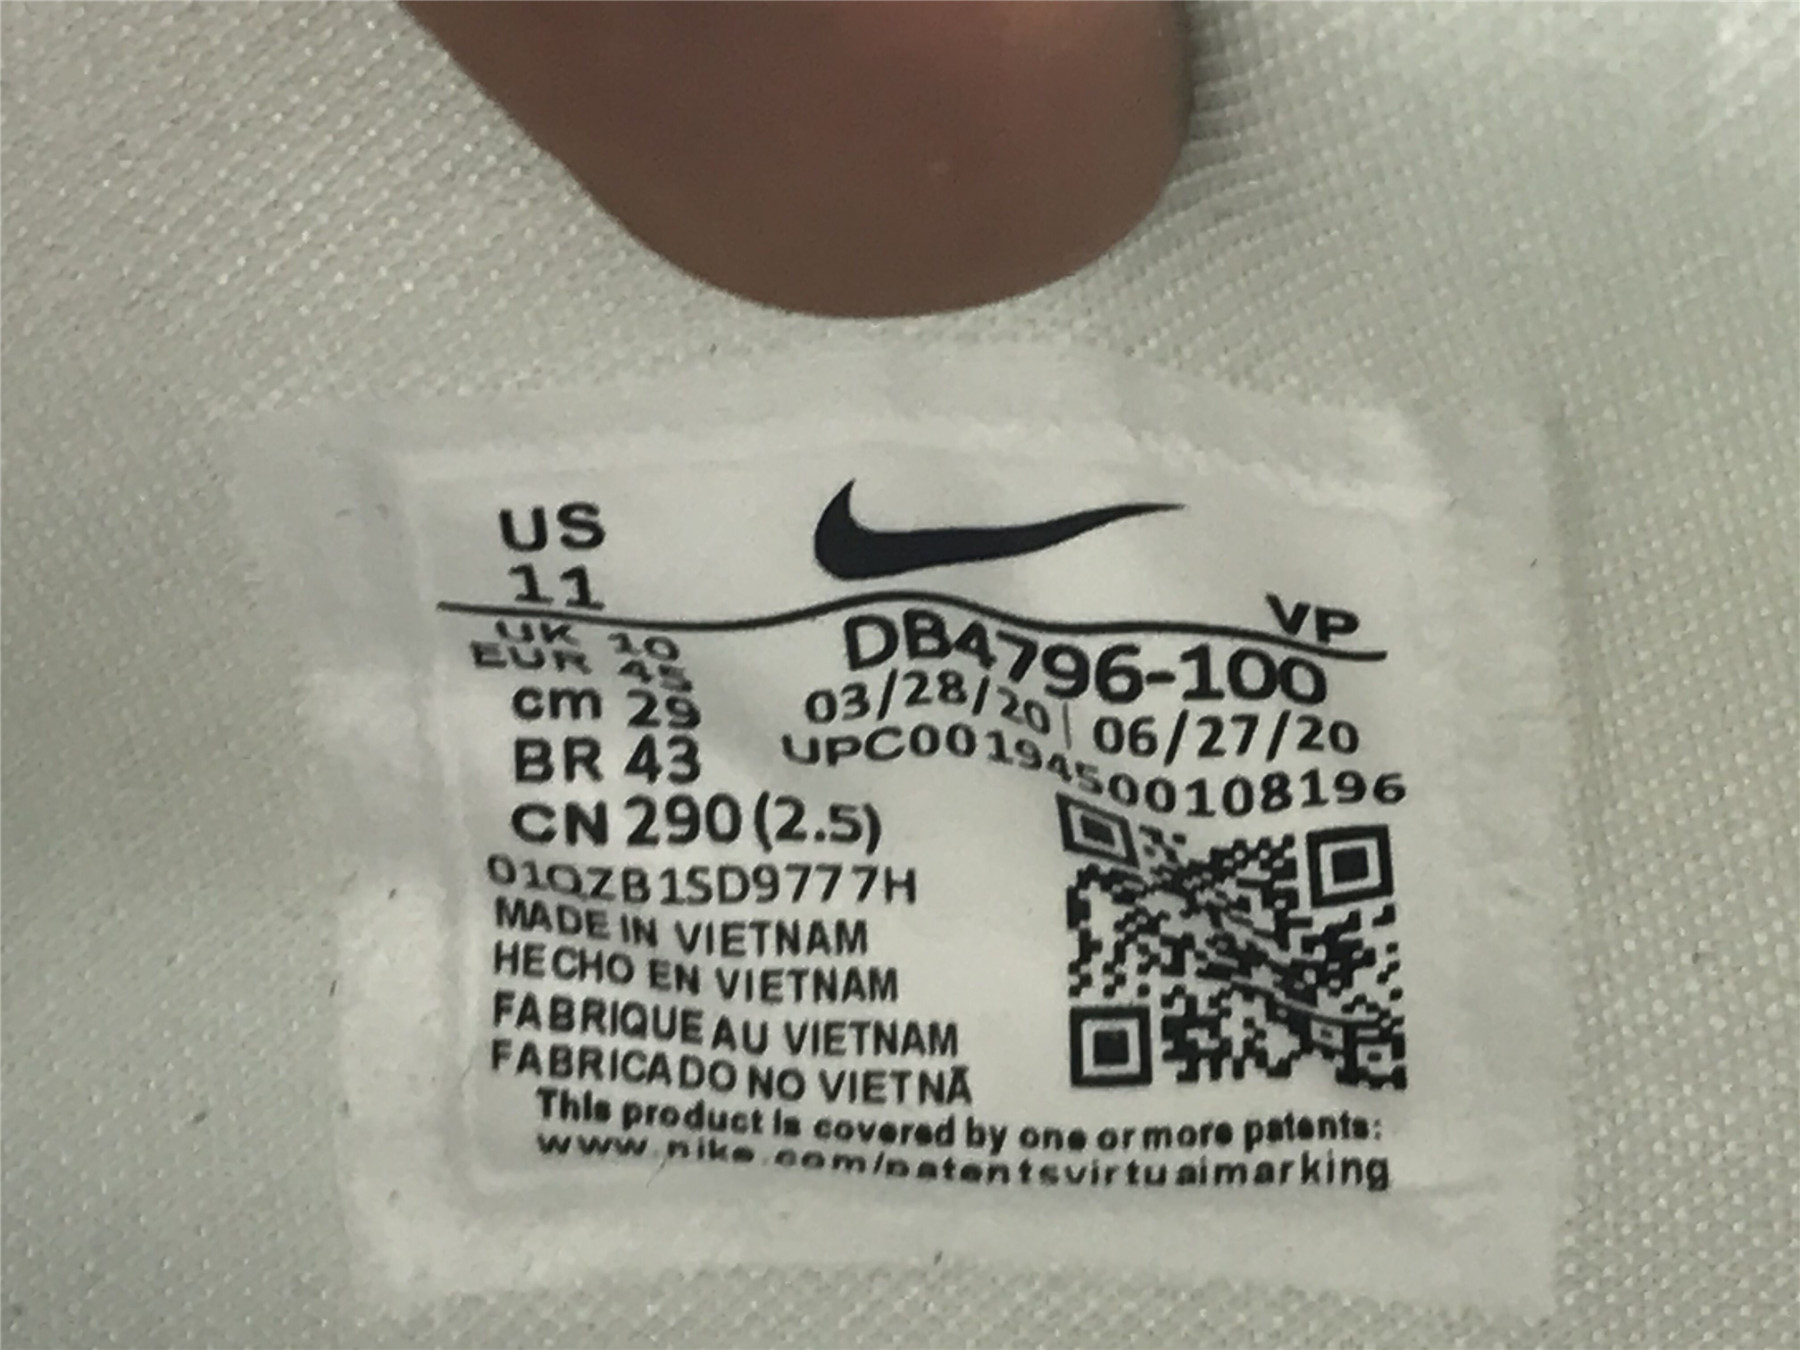 US
11
VP
UK 10
EUR 45
cm 29
BR 43
CN 290 (2.5)
DB4796-100
03/28/20 | 06/27/20
UPC00194500108196
01QZB1SD9777H
MADE IN VIETNAM
HECHO EN VIETNAM
FABRIQUE AU VIETNAM
FABRICADO NO VIETNÃ
This product is covered by one or more patents:
www.nike.com/patentsvirtualmarking